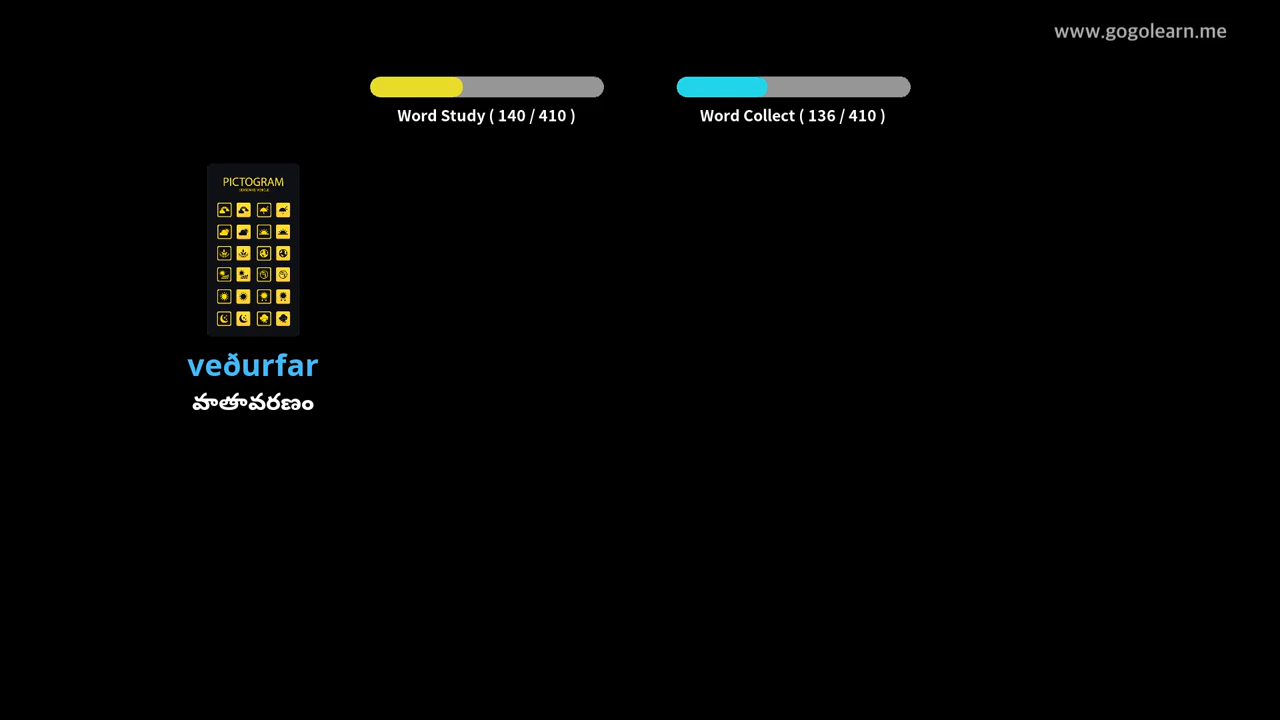 www.gogolearn.me
Word Study ( 140 / 410 )
Word Collect ( 136 / 410 )
PICTOGRAM
veðurfar
వాతావరణం